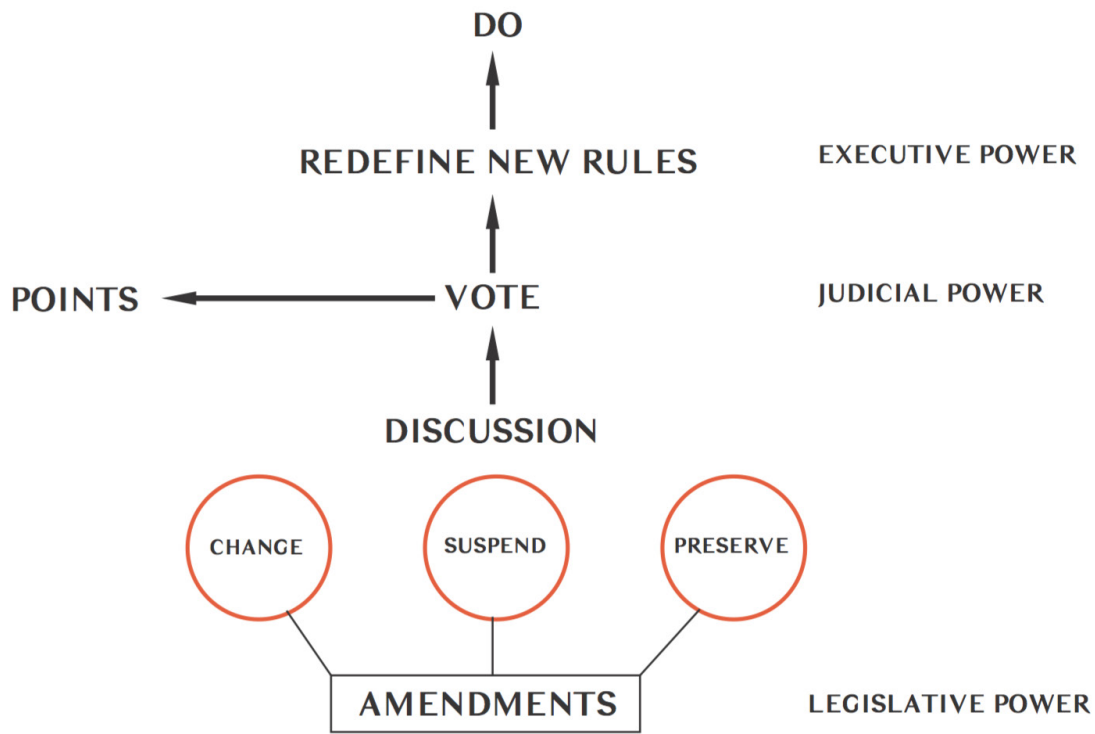 DO
REDEFINE NEW RULES
EXECUTIVE POWER
POINTS
VOTE
JUDICIAL POWER
DISCUSSION
CHANGE
SUSPEND
PRESERVE
AMENDMENTS
LEGISLATIVE POWER